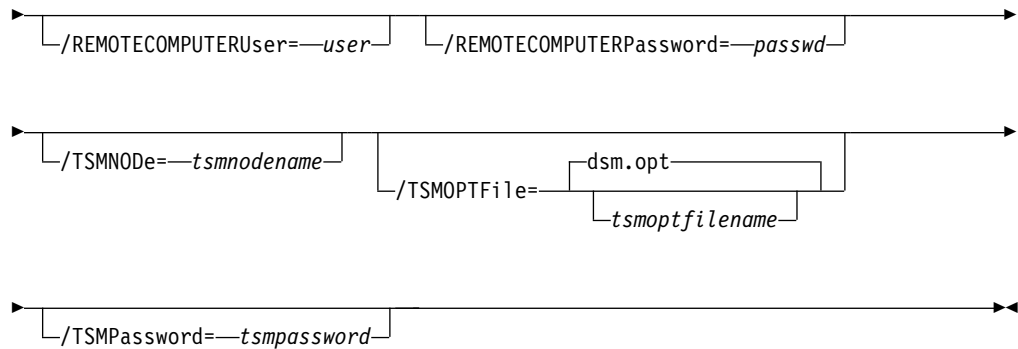 /REMOTECOMPUTERUser= user /REMOTECOMPUTERPassword= passwd
dsm.opt
/TSMNODe= tsmnodename /TSMOPTFile=
tsmoptfilename
/TSMPassword= tsmpassword